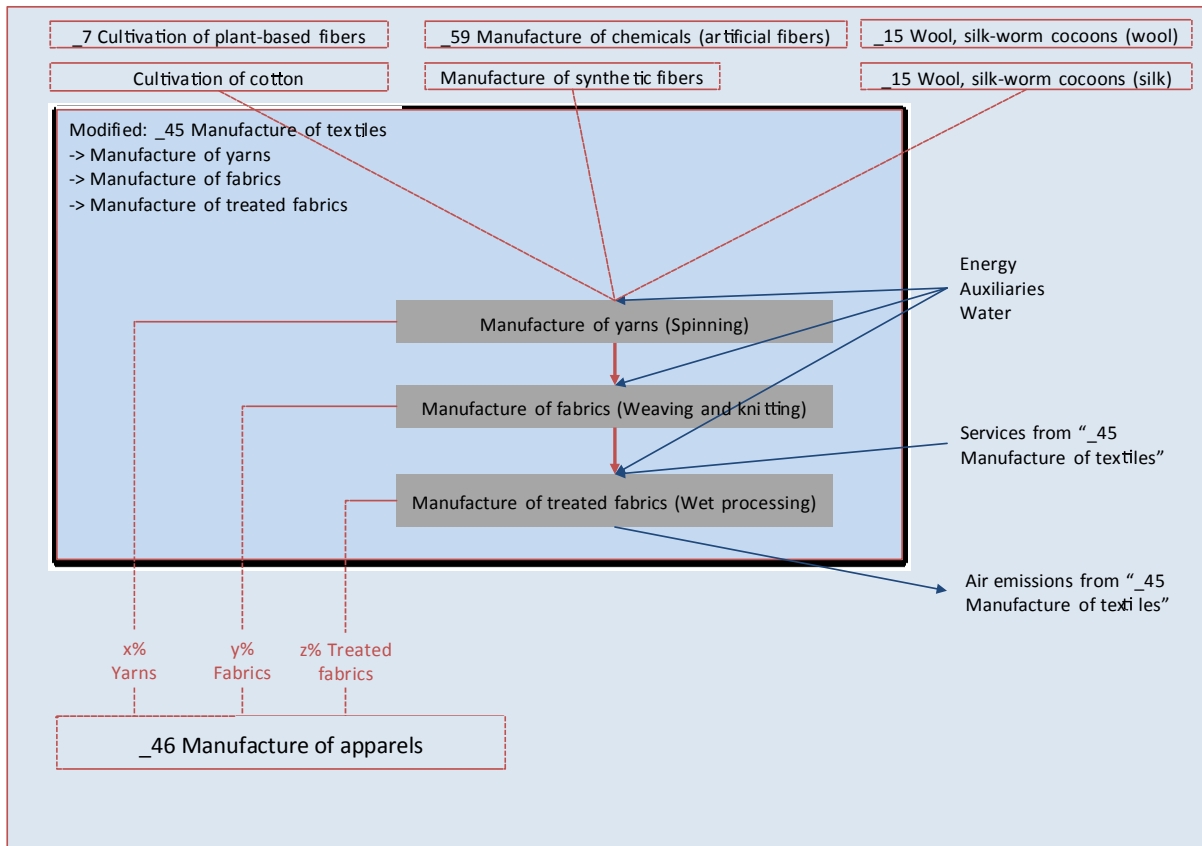 _7 Cultivation of plant-based fibers
_59 Manufacture of chemicals (artificial fibers)
_15 Wool, silk-worm cocoons (wool)
Cultivation of cotton
Manufacture of synthetic fibers
_15 Wool, silk-worm cocoons (silk)
Modified: _45 Manufacture of textiles
-> Manufacture of yarns
-> Manufacture of fabrics
-> Manufacture of treated fabrics
Energy
Auxiliaries
Water
Manufacture of yarns (Spinning)
Manufacture of fabrics (Weaving and knitting)
Services from “_45
Manufacture of textiles”
Manufacture of treated fabrics (Wet processing)
Air emissions from “_45
Manufacture of textiles”
x%
Yarns
y%
Fabrics
z% Treated
fabrics
_46 Manufacture of apparels